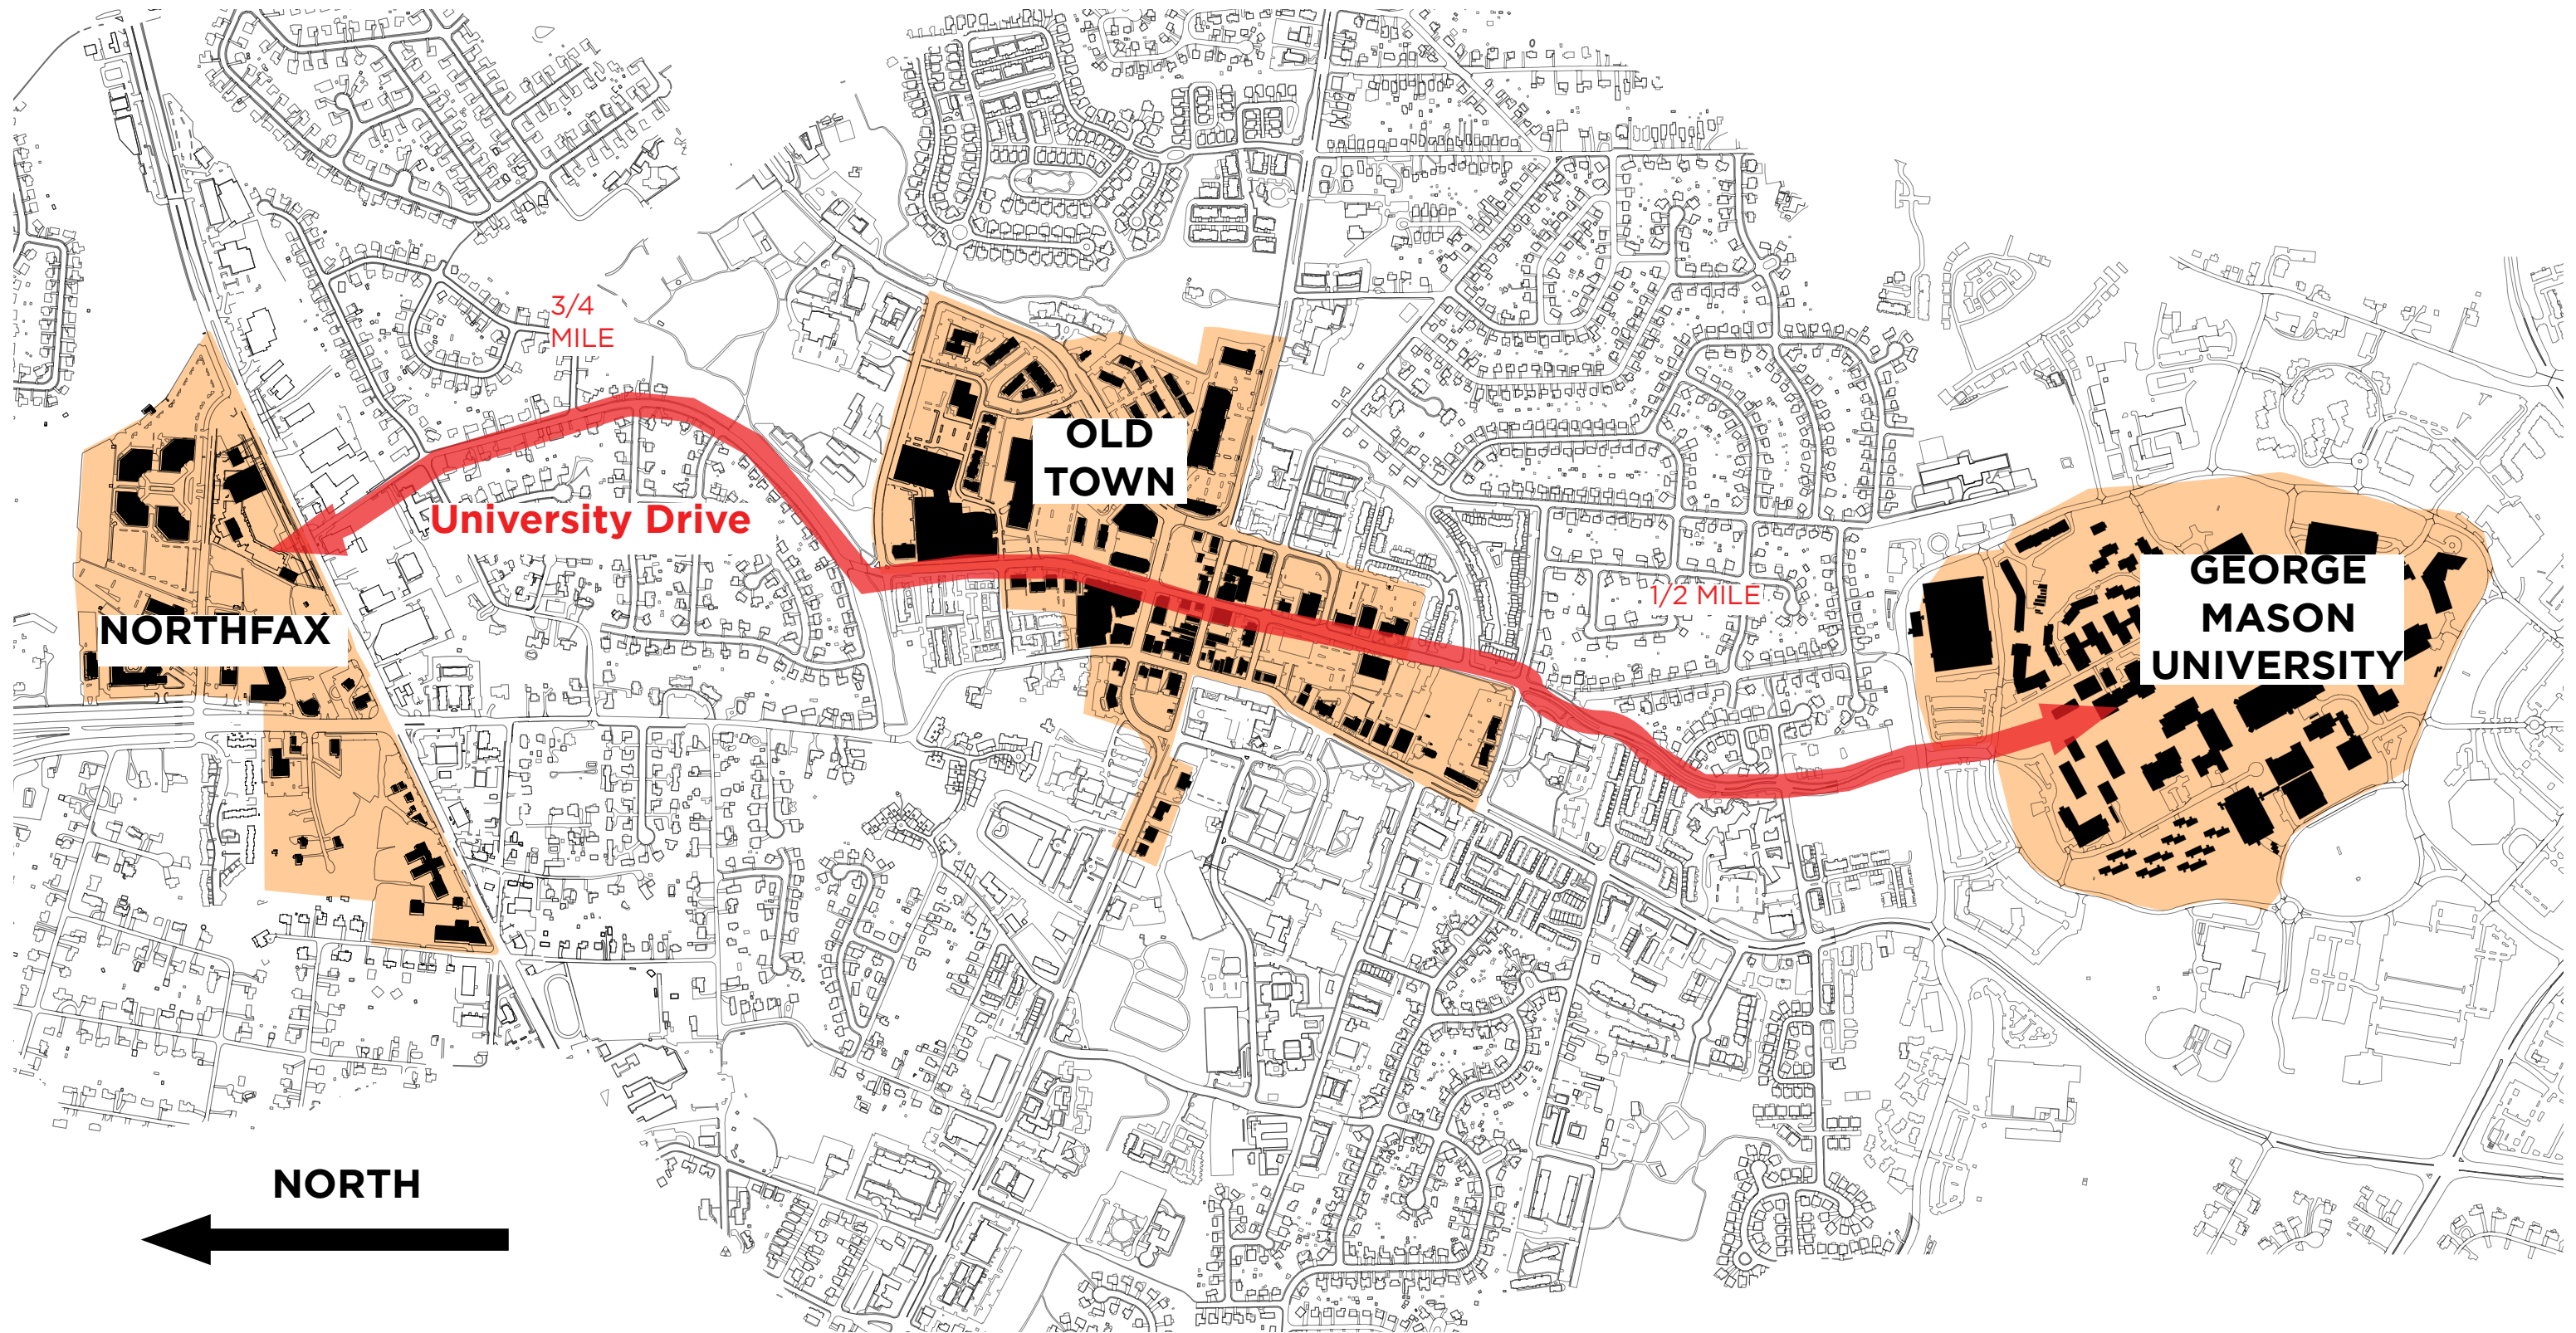 3/4
MILE
OLD
TOWN
University Drive
GEORGE
MASON
UNIVERSITY
1/2 MILE
NORTHFAX
NORTH